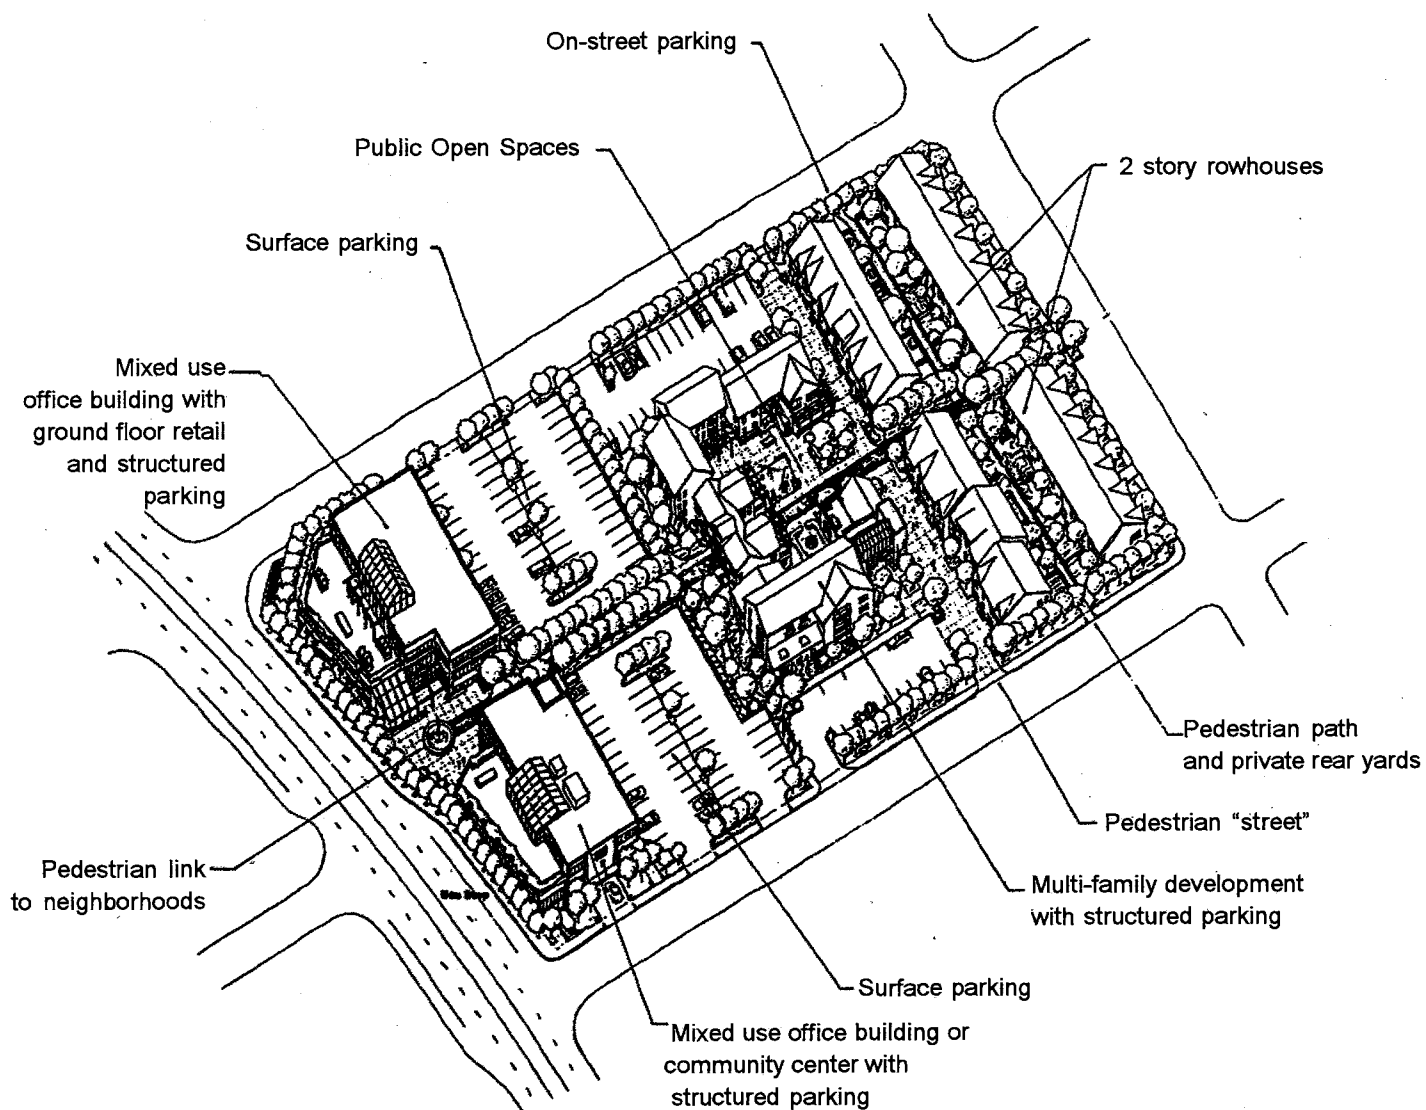 On-street parking
Public Open Spaces
2 story rowhouses
Surface parking
Mixed use
office building with
ground floor retail
and structured
parking
Pedestrian path
and private rear yards
Pedestrian “street”
Pedestrian link
to neighborhoods
Multi-family development
with structured parking
Surface parking
Mixed use office building or
community center with
structured parking